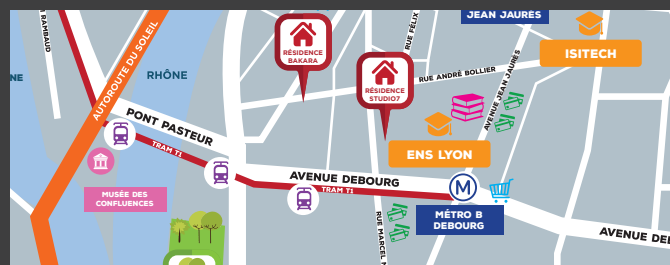 JEAN JAURÈS
ISITECH
RAMBAUD
AUTOROUTE DU SOLEIL
RÉSIDENCE
BAKARA
RUE FÉLIX
NE
RHÔNE
RÉSIDENCE
STUDIO7
RUE ANDRÉ BOLLIER
AVENUE JEAN JAURÈS
PONT PASTEUR
TRAM T1
ENS LYON
AVENUE DEBOURG
TRAM T1
M
MUSÉE DES
CONFLUENCES
MÉTRO B
DEBOURG
RUE MARCEL M
AVENUE DE